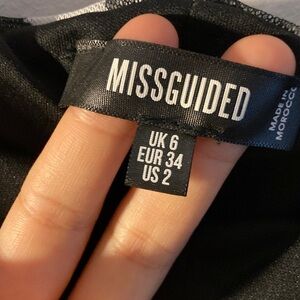 MISSGUIDED
MADE IN
MOROCCO
UK 6
EUR 34
US 2